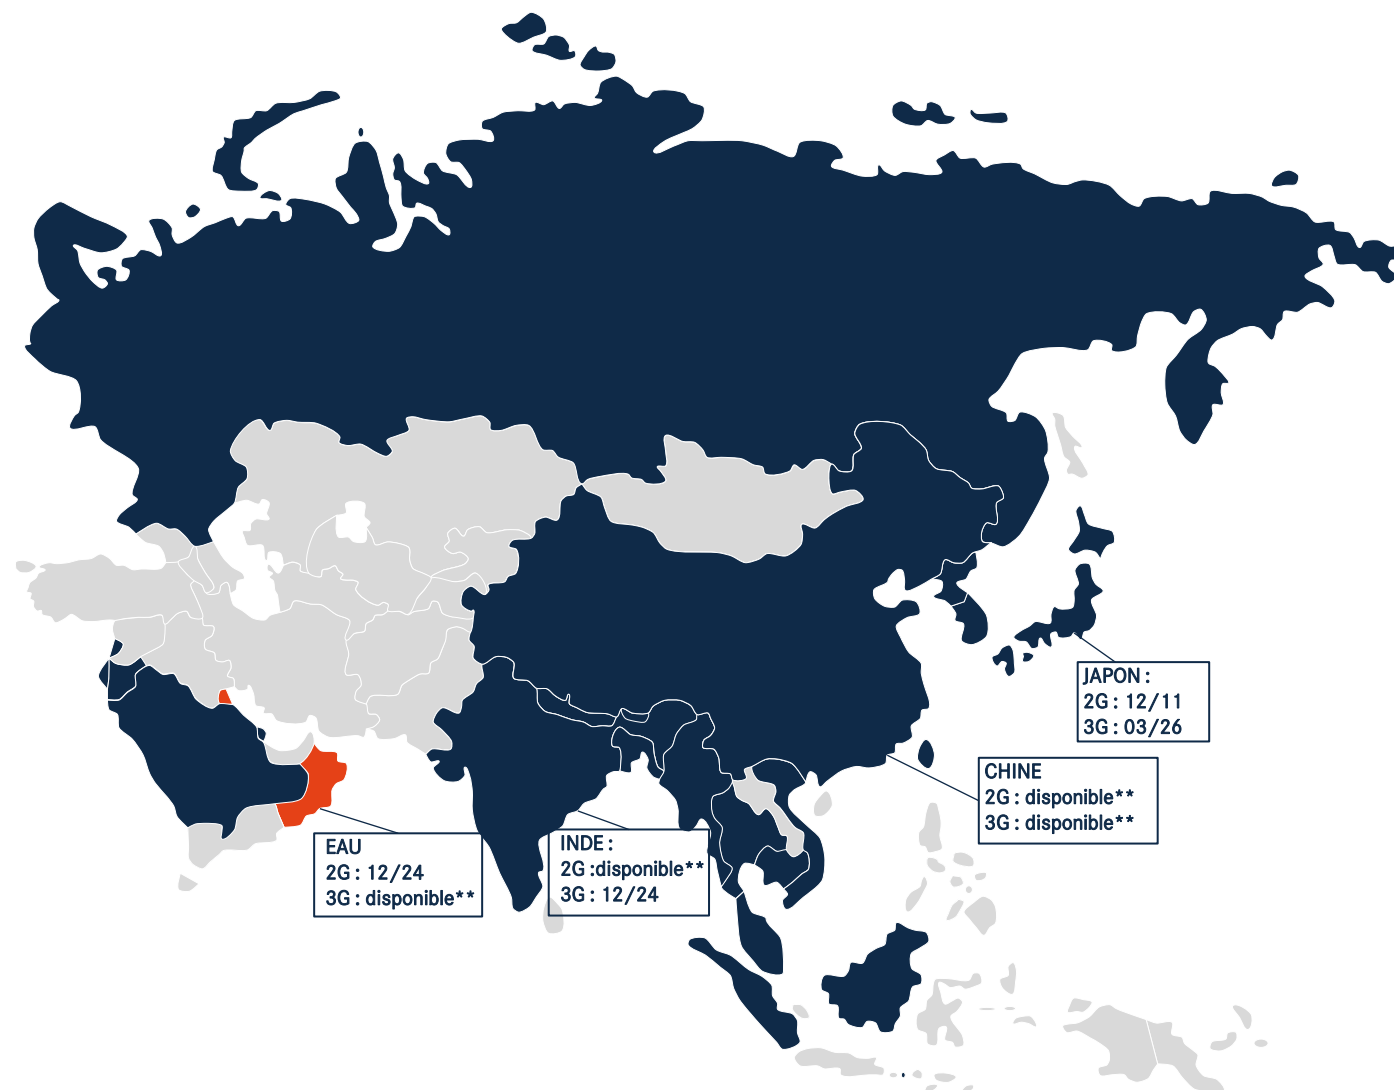 JAPON :
2G : 12/11
3G : 03/26
CHINE
2G : disponible**
3G : disponible**
EAU
2G : 12/24
3G : disponible**
INDE :
2G :disponible**
3G : 12/24